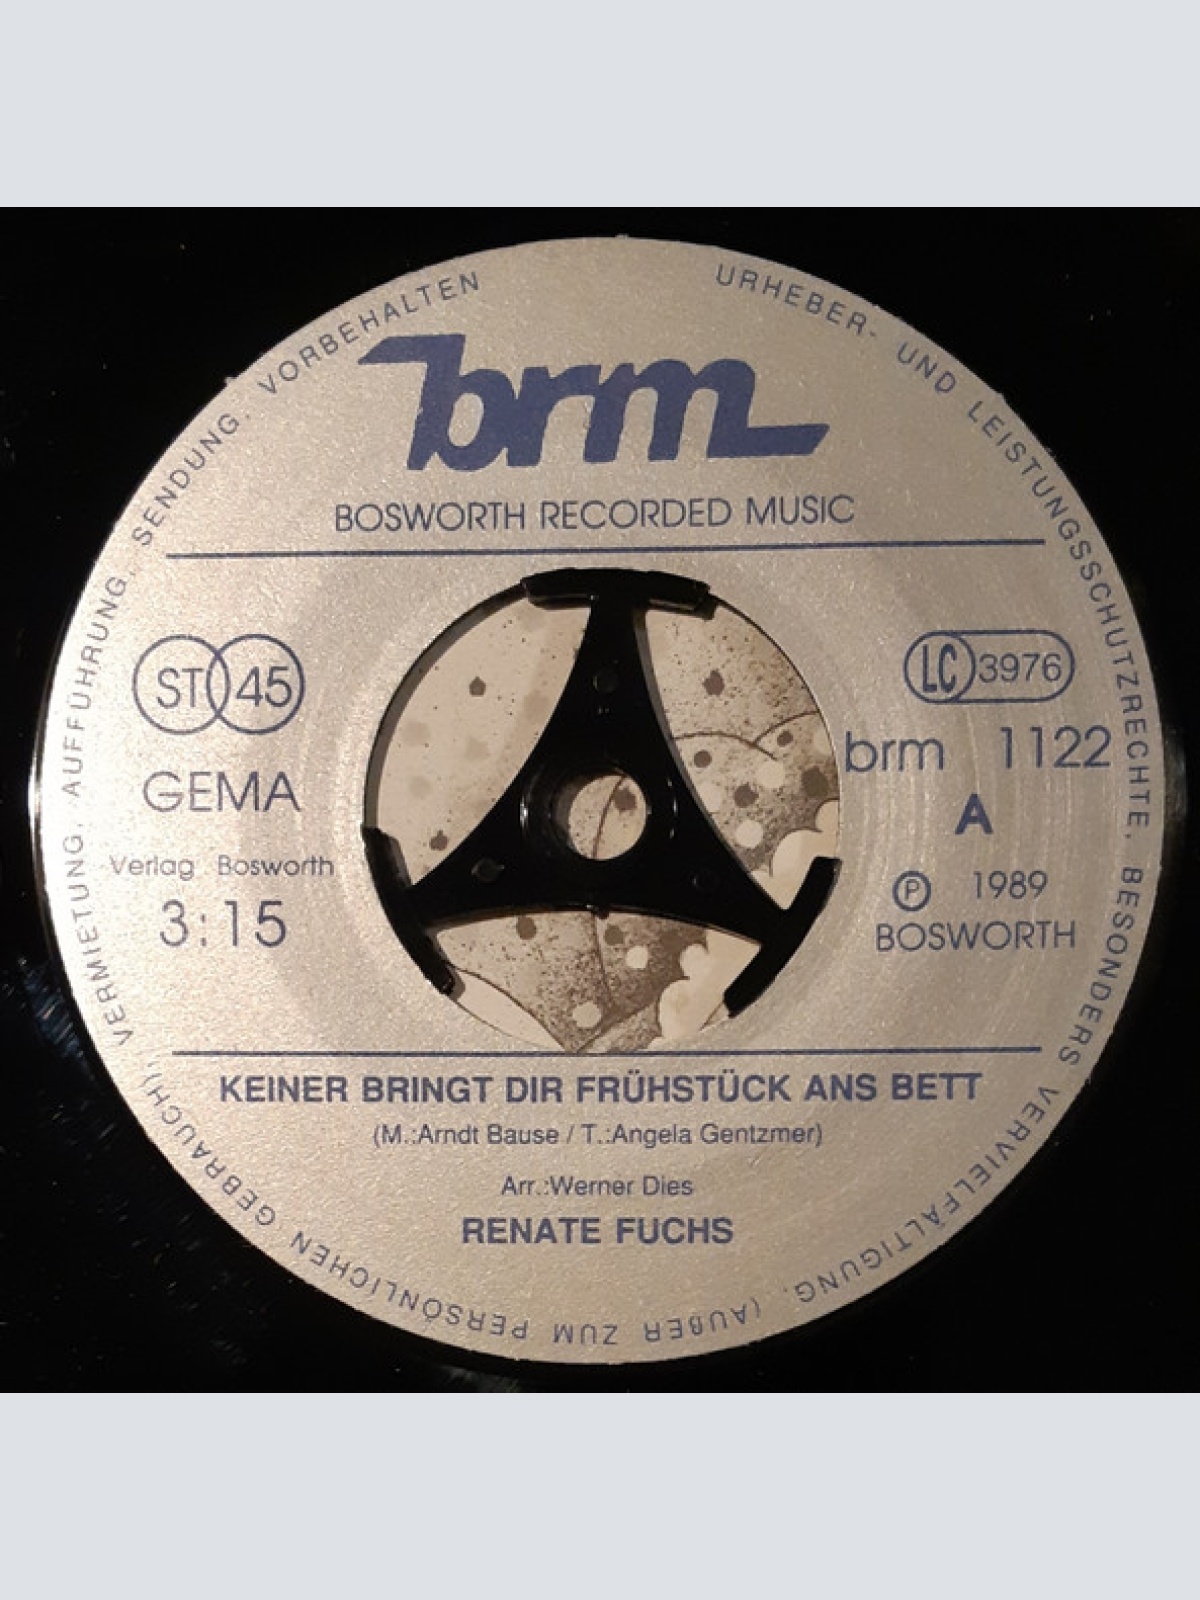 URHEBER- UND LEISTUNGSSCHUTZRECHTE, BESONDERS VERVIELFÄLTIGUNG, (AUßER ZUM PERSÖNLICHEN GEBRAUCH), VERMIETUNG, AUFFÜHRUNG, SENDUNG, VORBEHALTEN
brm
BOSWORTH RECORDED MUSIC
ST 45
GEMA
Verlag Bosworth
3:15
LC 3976
brm 1122
A
Ⓟ 1989
BOSWORTH
KEINER BRINGT DIR FRÜHSTÜCK ANS BETT
(M.:Arndt Bause / T.:Angela Gentzmer)
Arr.:Werner Dies
RENATE FUCHS